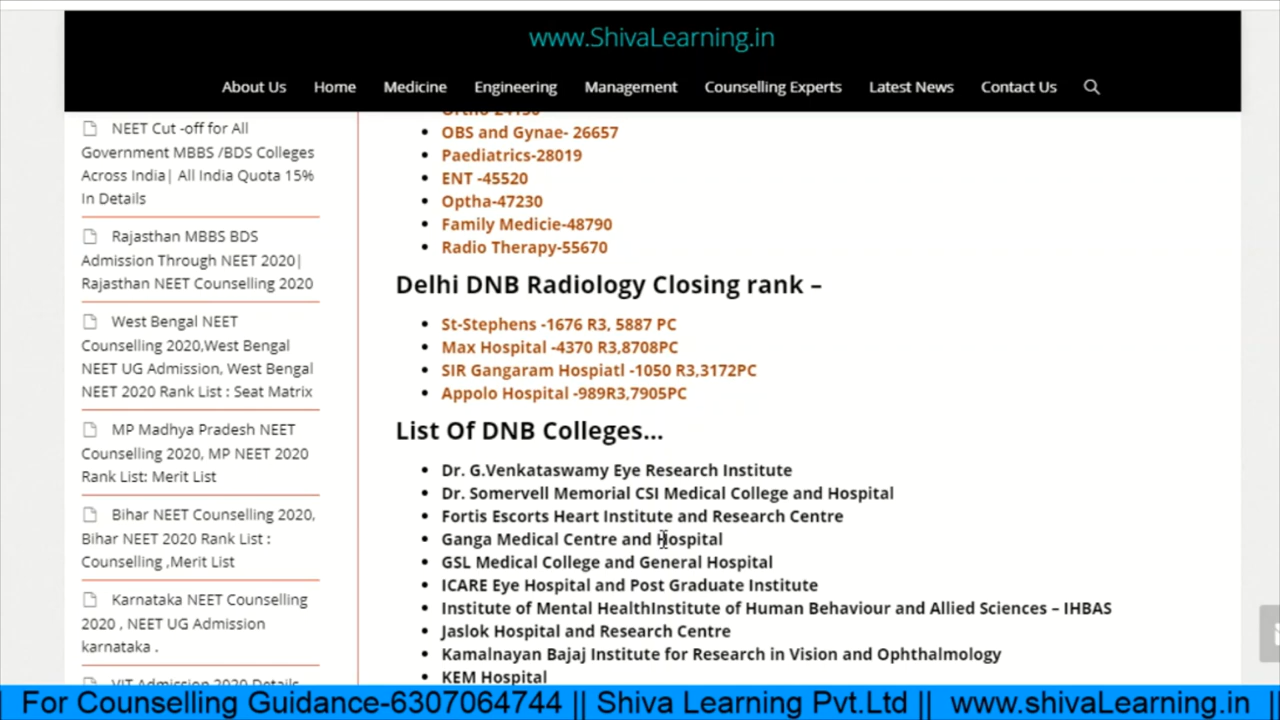 www.ShivaLearning.in
About Us Home Medicine Engineering Management Counselling Experts Latest News Contact Us
NEET Cut -off for All
Government MBBS /BDS Colleges
Across India| All India Quota 15%
In Details
Rajasthan MBBS BDS
Admission Through NEET 2020|
Rajasthan NEET Counselling 2020
West Bengal NEET
Counselling 2020,West Bengal
NEET UG Admission, West Bengal
NEET 2020 Rank List : Seat Matrix
MP Madhya Pradesh NEET
Counselling 2020, MP NEET 2020
Rank List: Merit List
Bihar NEET Counselling 2020,
Bihar NEET 2020 Rank List :
Counselling ,Merit List
Karnataka NEET Counselling
2020 , NEET UG Admission
karnataka .
VIT Admission 2020 Details
OBS and Gynae- 26657
Paediatrics-28019
ENT -45520
Optha-47230
Family Medicie-48790
Radio Therapy-55670
Delhi DNB Radiology Closing rank –
St-Stephens -1676 R3, 5887 PC
Max Hospital -4370 R3,8708PC
SIR Gangaram Hospiatl -1050 R3,3172PC
Appolo Hospital -989R3,7905PC
List Of DNB Colleges...
Dr. G.Venkataswamy Eye Research Institute
Dr. Somervell Memorial CSI Medical College and Hospital
Fortis Escorts Heart Institute and Research Centre
Ganga Medical Centre and Hospital
GSL Medical College and General Hospital
ICARE Eye Hospital and Post Graduate Institute
Institute of Mental HealthInstitute of Human Behaviour and Allied Sciences – IHBAS
Jaslok Hospital and Research Centre
Kamalnayan Bajaj Institute for Research in Vision and Ophthalmology
KEM Hospital
For Counselling Guidance-6307064744 || Shiva Learning Pvt.Ltd || www.shivaLearning.in |